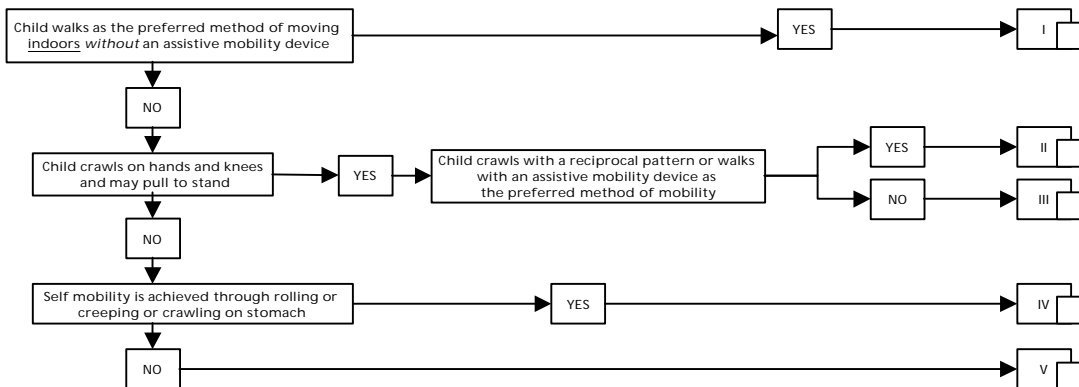 Child walks as the preferred method of moving
indoors without an assistive mobility device
YES
I
NO
Child crawls on hands and knees
and may pull to stand
YES
Child crawls with a reciprocal pattern or walks
with an assistive mobility device as
the preferred method of mobility
YES
II
NO
III
NO
Self mobility is achieved through rolling or
creeping or crawling on stomach
YES
IV
NO
V